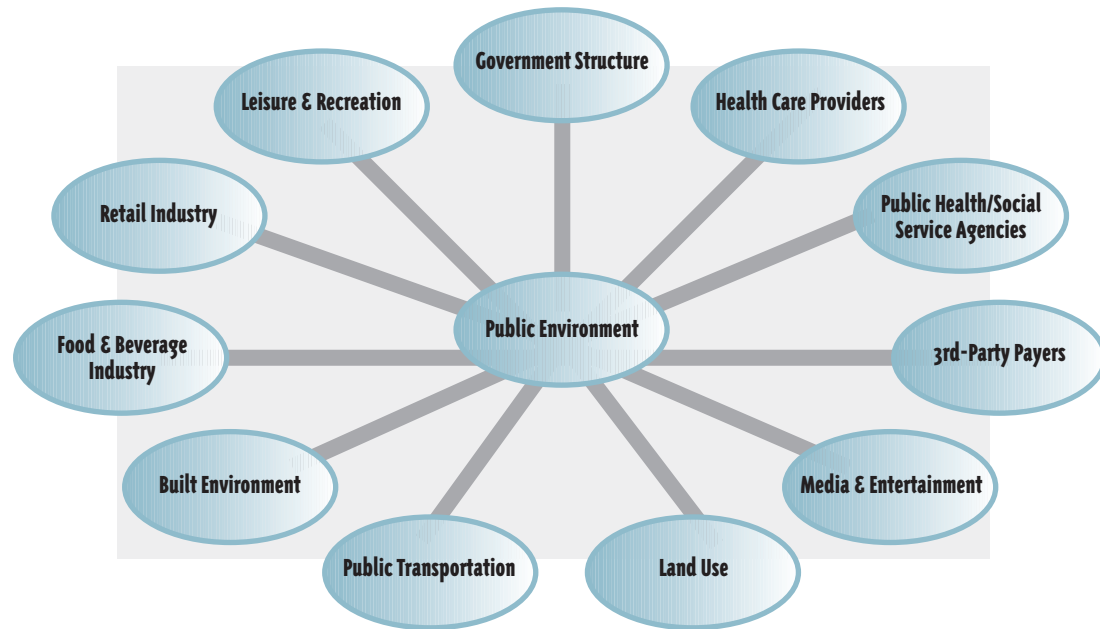 Government Structure
Leisure & Recreation
Health Care Providers
Retail Industry
Public Health/Social
Service Agencies
Public Environment
Food & Beverage
Industry
3rd-Party Payers
Built Environment
Media & Entertainment
Public Transportation
Land Use